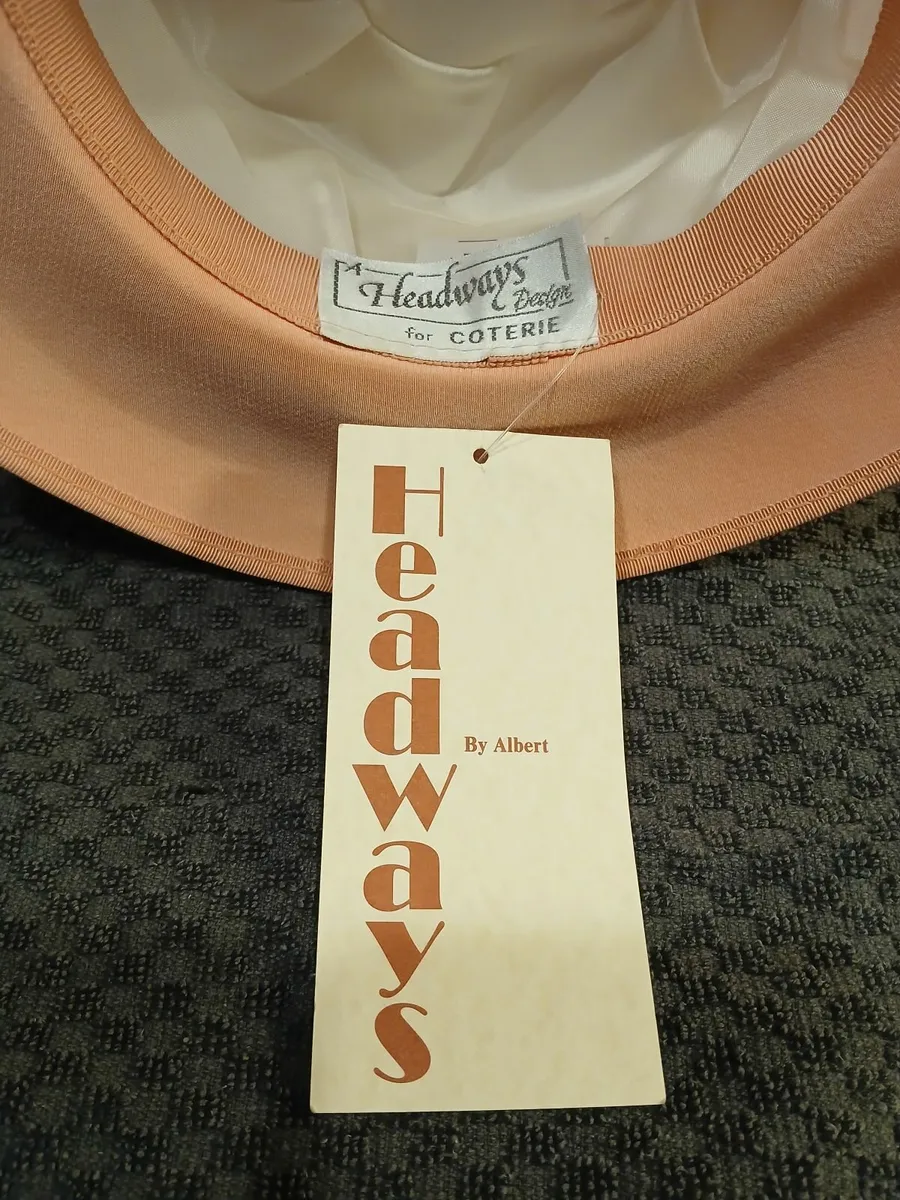 A
Headways
Design
for COTERIE
Headways
By Albert